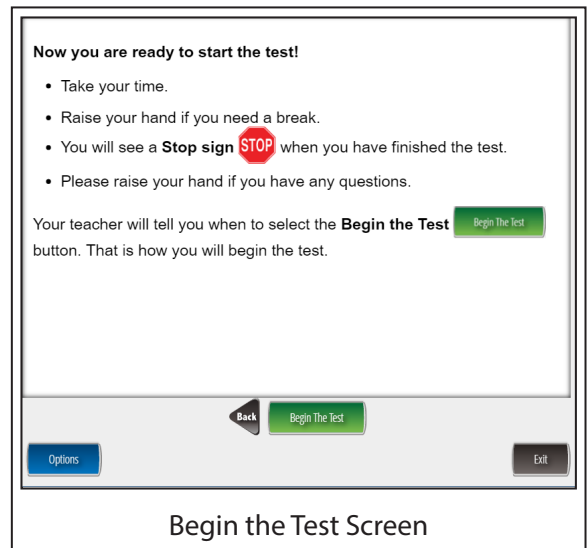 Now you are ready to start the test!
• Take your time.
• Raise your hand if you need a break.
• You will see a Stop sign STOP when you have finished the test.
• Please raise your hand if you have any questions.
Your teacher will tell you when to select the Begin the Test Begin The Test
button. That is how you will begin the test.
Back Begin The Test
Options Exit
Begin the Test Screen